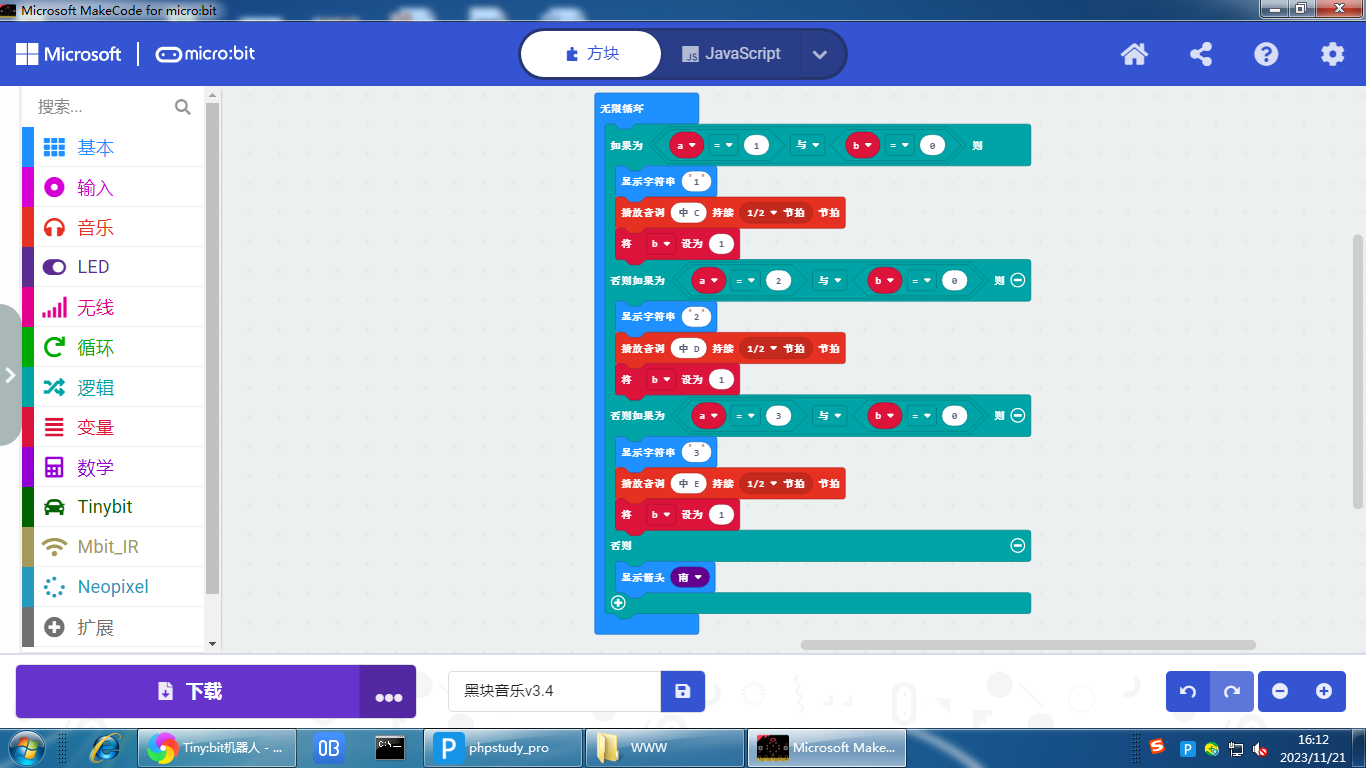 Microsoft MakeCode for micro:bit
Microsoft | micro:bit
方块
JS JavaScript
搜索...
基本
输入
音乐
LED
无线
循环
逻辑
变量
数学
Tinybit
Mbit_IR
Neopixel
扩展
无限循环
如果为 a = 1 与 b = 0 则
显示字符串 "1"
播放音调 中 C 持续 1/2 节拍 节拍
将 b 设为 1
否则如果为 a = 2 与 b = 0 则
显示字符串 "2"
播放音调 中 D 持续 1/2 节拍 节拍
将 b 设为 1
否则如果为 a = 3 与 b = 0 则
显示字符串 "3"
播放音调 中 E 持续 1/2 节拍 节拍
将 b 设为 1
否则
显示箭头 南
下载
黑块音乐v3.4
Tiny:bit机器人 - ...
OB
C:\
P phpstudy_pro
WWW
Microsoft Make...
S
P
16:12
2023/11/21